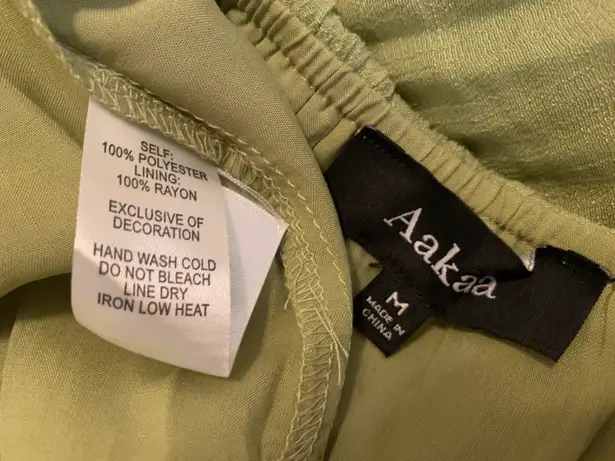 SELF:
100% POLYESTER
LINING:
100% RAYON
EXCLUSIVE OF
DECORATION
HAND WASH COLD
DO NOT BLEACH
LINE DRY
IRON LOW HEAT
Aakaa
M
MADE IN
CHINA